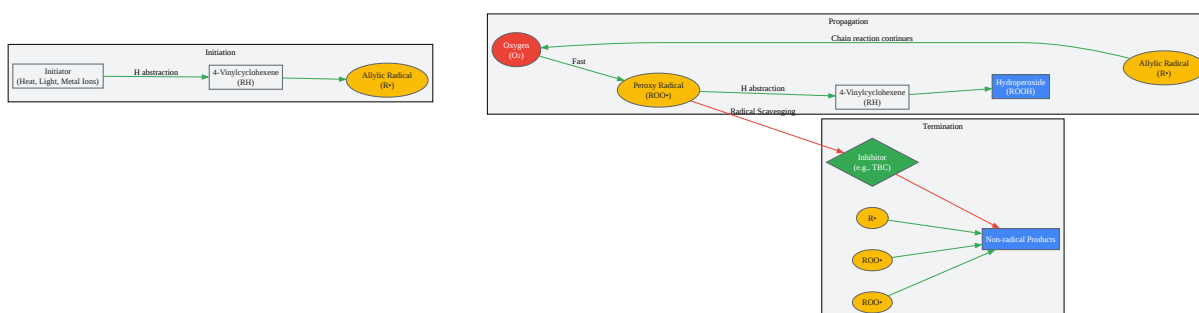 Initiation
Initiator
(Heat, Light, Metal Ions)
H abstraction
4-Vinylcyclohexene
(RH)
Allylic Radical
(R•)
Propagation
Oxygen
(O₂)
Chain reaction continues
Fast
Allylic Radical
(R•)
Peroxy Radical
(ROO•)
H abstraction
4-Vinylcyclohexene
(RH)
Hydroperoxide
(ROOH)
Radical Scavenging
Termination
Inhibitor
(e.g., TBC)
R•
ROO•
ROO•
Non-radical Products